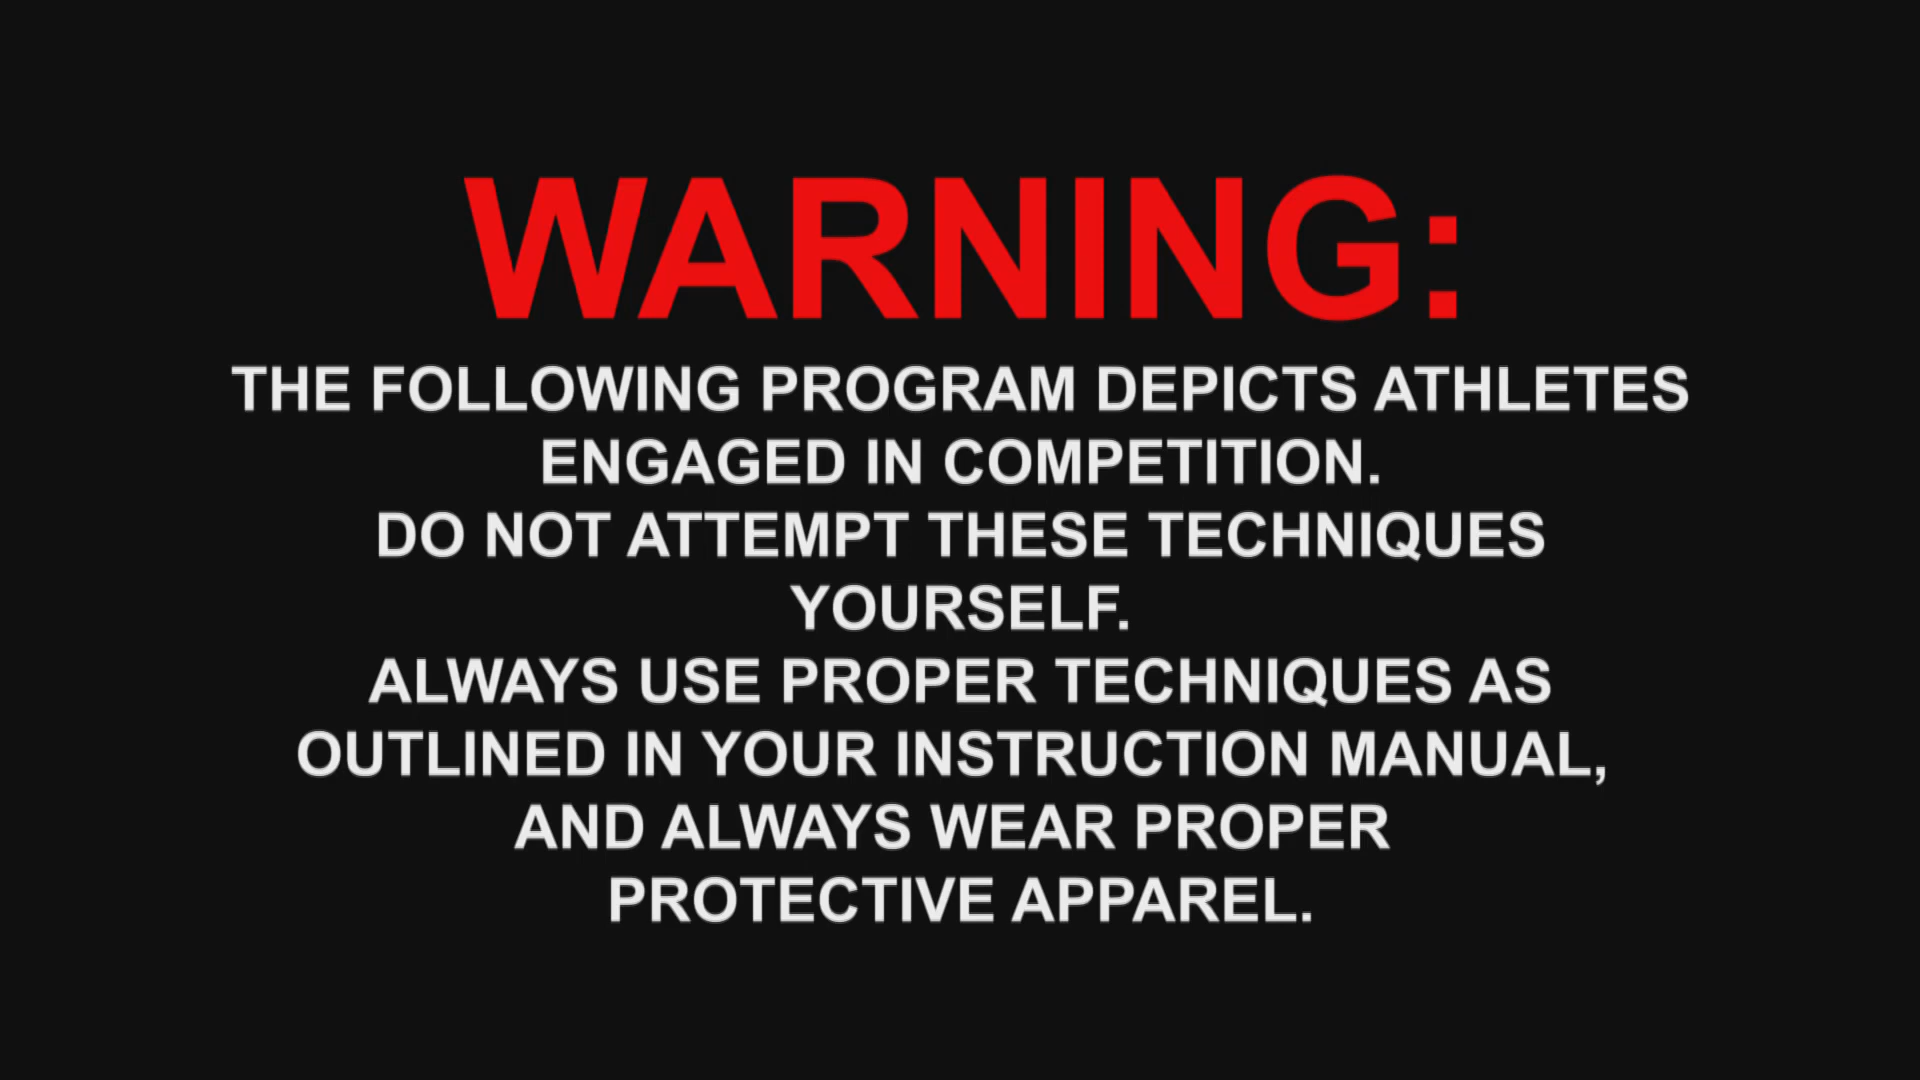 WARNING:
THE FOLLOWING PROGRAM DEPICTS ATHLETES
ENGAGED IN COMPETITION.
DO NOT ATTEMPT THESE TECHNIQUES
YOURSELF.
ALWAYS USE PROPER TECHNIQUES AS
OUTLINED IN YOUR INSTRUCTION MANUAL,
AND ALWAYS WEAR PROPER
PROTECTIVE APPAREL.